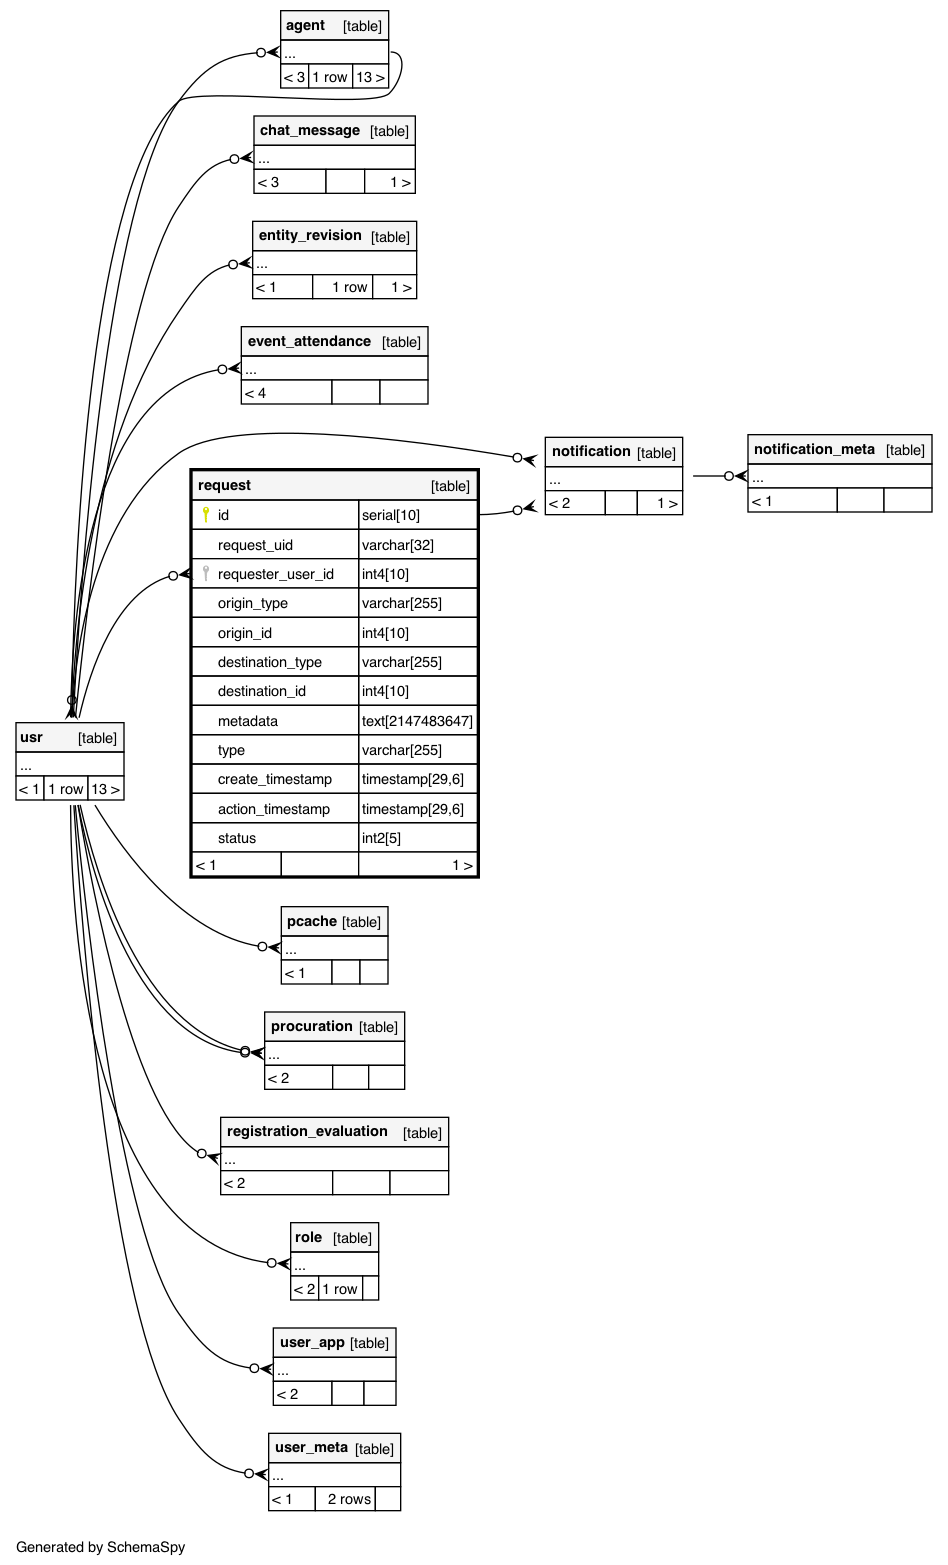 agent [table]
...
< 3 1 row 13 >
chat_message [table]
...
< 3 1 >
entity_revision [table]
...
< 1 1 row 1 >
event_attendance [table]
...
< 4
notification [table]
...
< 2 1 >
notification_meta [table]
...
< 1
request [table]
id serial[10]
request_uid varchar[32]
requester_user_id int4[10]
origin_type varchar[255]
origin_id int4[10]
destination_type varchar[255]
destination_id int4[10]
metadata text[2147483647]
type varchar[255]
create_timestamp timestamp[29,6]
action_timestamp timestamp[29,6]
status int2[5]
< 1 1 >
usr [table]
...
< 1 1 row 13 >
pcache [table]
...
< 1
procuration [table]
...
< 2
registration_evaluation [table]
...
< 2
role [table]
...
< 2 1 row
user_app [table]
...
< 2
user_meta [table]
...
< 1 2 rows
Generated by SchemaSpy